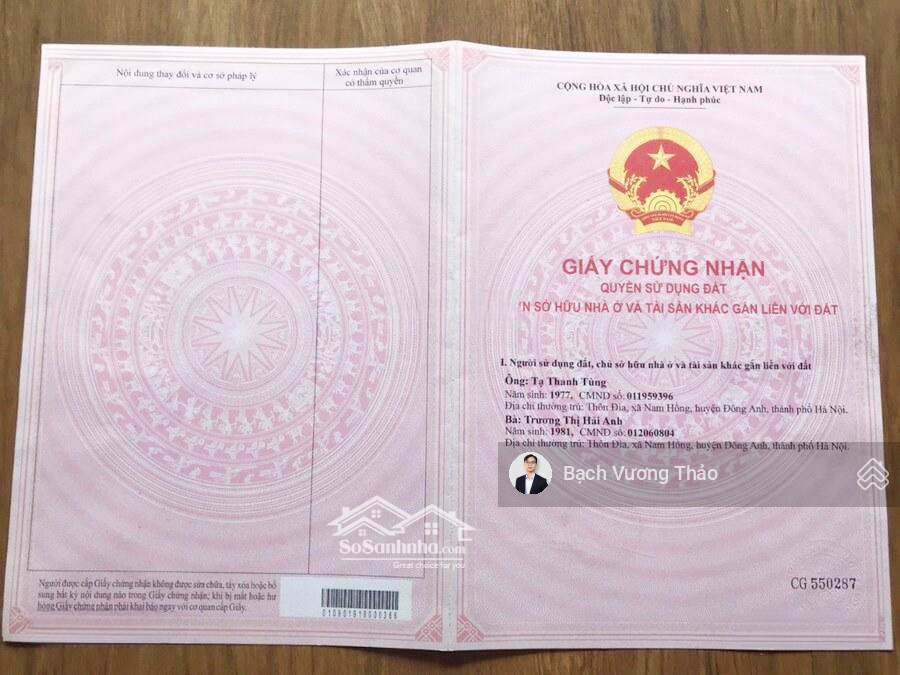 Nội dung thay đổi và cơ sở pháp lý
Xác nhận của cơ quan
có thẩm quyền
Người được cấp Giấy chứng nhận không được sửa chữa, tẩy xóa hoặc bổ
sung bất kỳ nội dung nào trong Giấy chứng nhận; khi bị mất hoặc hư
hỏng Giấy chứng nhận phải khai báo ngay với cơ quan cấp Giấy.
CỘNG HÒA XÃ HỘI CHỦ NGHĨA VIỆT NAM
Độc lập - Tự do - Hạnh phúc
VIỆT NAM
GIẤY CHỨNG NHẬN
QUYỀN SỬ DỤNG ĐẤT
N SỞ HỮU NHÀ Ở VÀ TÀI SẢN KHÁC GẮN LIỀN VỚI ĐẤT
I. Người sử dụng đất, chủ sở hữu nhà ở và tài sản khác gắn liền với đất
Ông: Tạ Thanh Tùng
Năm sinh: 1977, CMND số: 011959396
Địa chỉ thường trú: Thôn Đìa, xã Nam Hồng, huyện Đông Anh, thành phố Hà Nội.
Bà: Trương Thị Hải Anh
Năm sinh: 1981, CMND số: 012060804
Địa chỉ thường trú: Thôn Đìa, xã Nam Hồng, huyện Đông Anh, thành phố Hà Nội.
Bạch Vương Thảo
SoSanhnha.com
Great choice for you
CG 550287